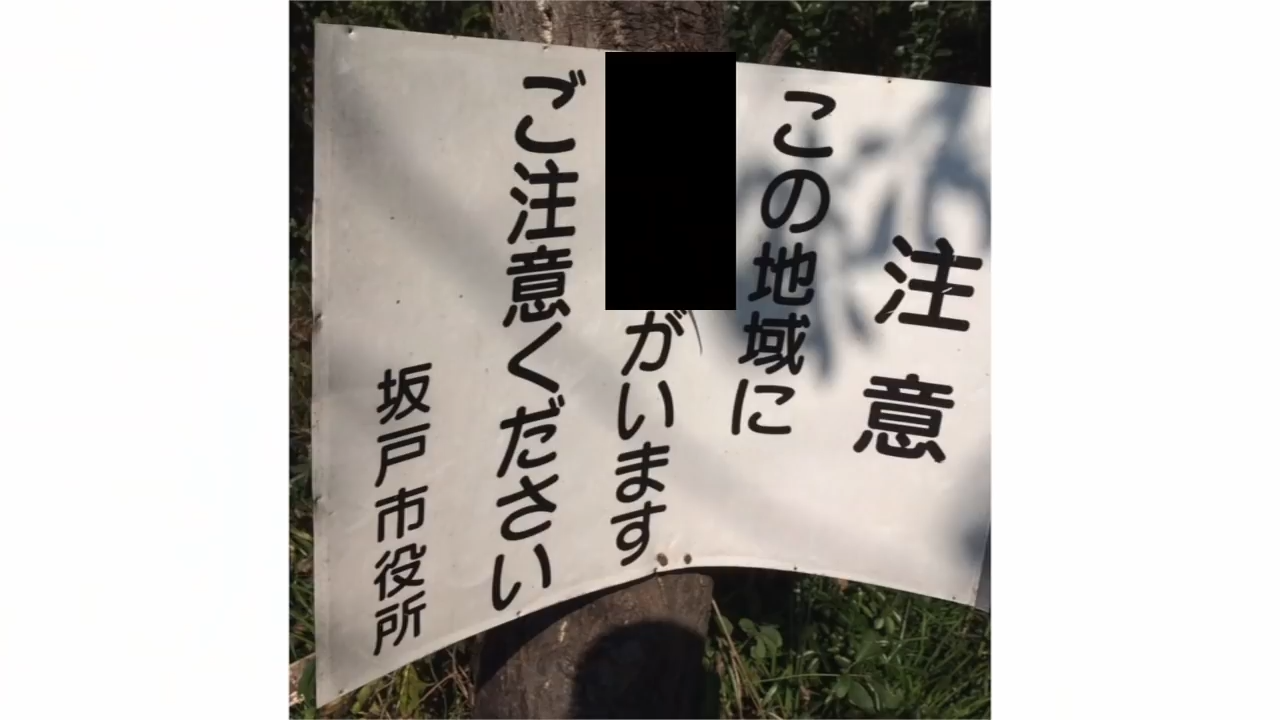 注意
この地域に
がいます
ご注意ください
坂戸市役所